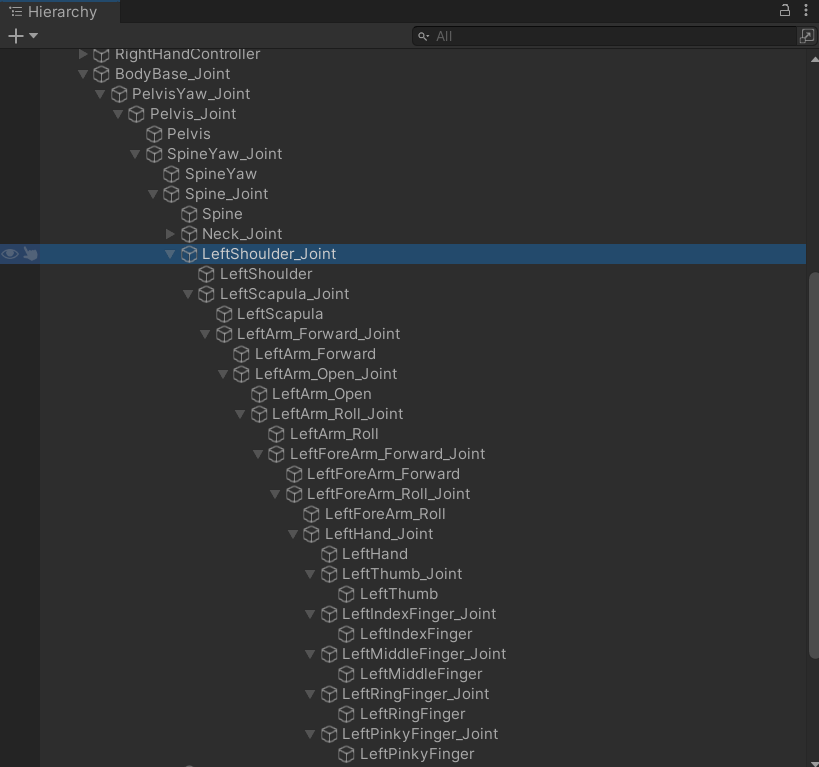 Hierarchy
All
RightHandController
BodyBase_Joint
PelvisYaw_Joint
Pelvis_Joint
Pelvis
SpineYaw_Joint
SpineYaw
Spine_Joint
Spine
Neck_Joint
LeftShoulder_Joint
LeftShoulder
LeftScapula_Joint
LeftScapula
LeftArm_Forward_Joint
LeftArm_Forward
LeftArm_Open_Joint
LeftArm_Open
LeftArm_Roll_Joint
LeftArm_Roll
LeftForeArm_Forward_Joint
LeftForeArm_Forward
LeftForeArm_Roll_Joint
LeftForeArm_Roll
LeftHand_Joint
LeftHand
LeftThumb_Joint
LeftThumb
LeftIndexFinger_Joint
LeftIndexFinger
LeftMiddleFinger_Joint
LeftMiddleFinger
LeftRingFinger_Joint
LeftRingFinger
LeftPinkyFinger_Joint
LeftPinkyFinger